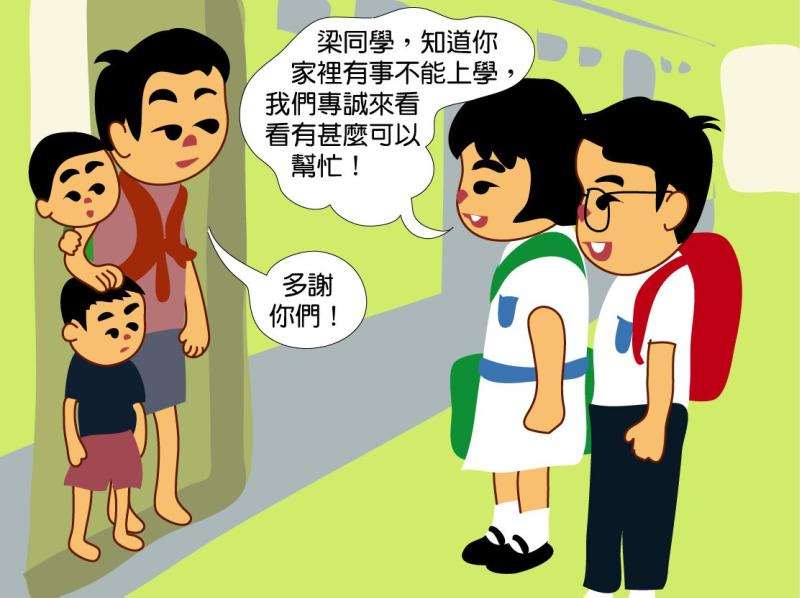 梁同學，知道你
家裡有事不能上學，
我們專誠來看
看有甚麼可以
幫忙！
多謝
你們！